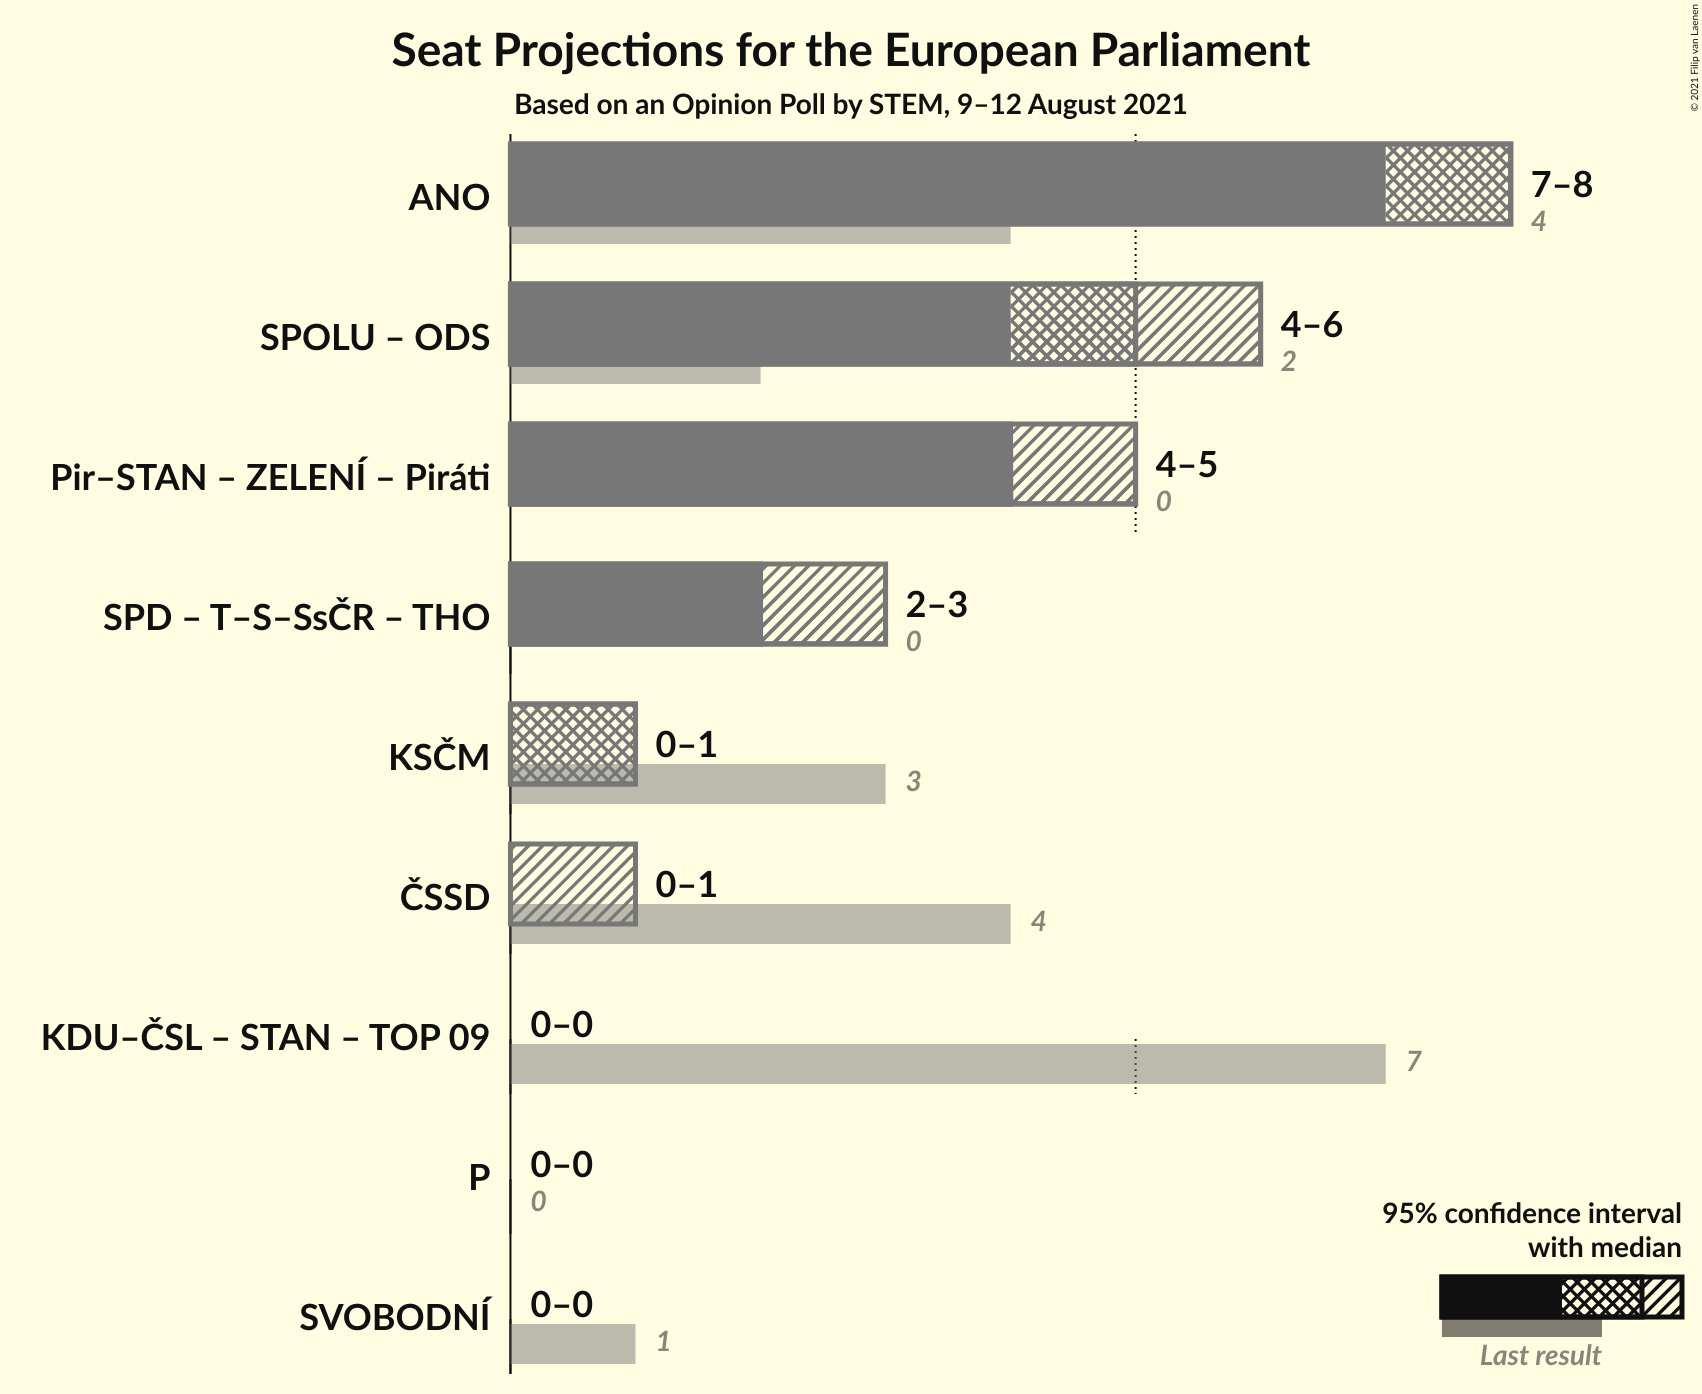 Seat Projections for the European Parliament
Based on an Opinion Poll by STEM, 9–12 August 2021
© 2021 Filip van Laenen
ANO
7–8
4
SPOLU – ODS
4–6
2
Pir–STAN – ZELENÍ – Piráti
4–5
0
SPD – T–S–SsČR – THO
2–3
0
KSČM
0–1
3
ČSSD
0–1
4
KDU–ČSL – STAN – TOP 09
0–0
7
P
0–0
0
SVOBODNÍ
0–0
1
95% confidence interval
with median
Last result